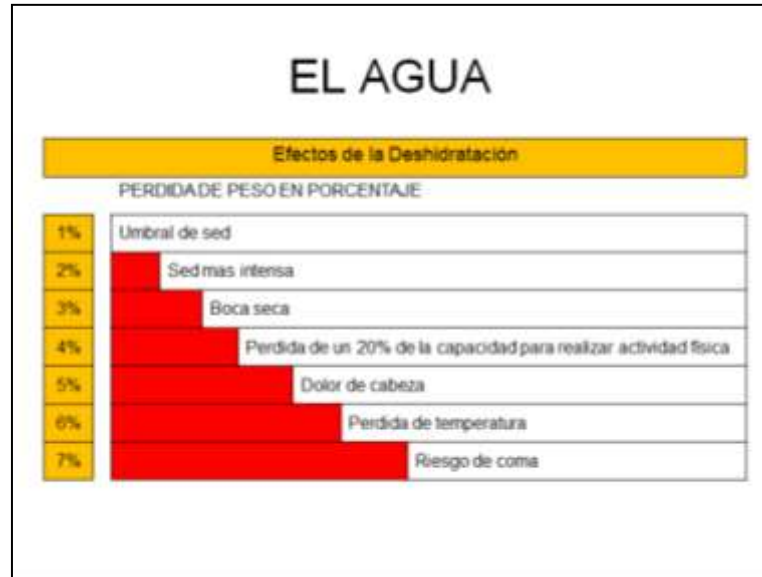 EL AGUA
Efectos de la Deshidratación
PERDIDA DE PESO EN PORCENTAJE
1% Umbral de sed
2% Sed mas intensa
3% Boca seca
4% Perdida de un 20% de la capacidad para realizar actividad física
5% Dolor de cabeza
6% Perdida de temperatura
7% Riesgo de coma